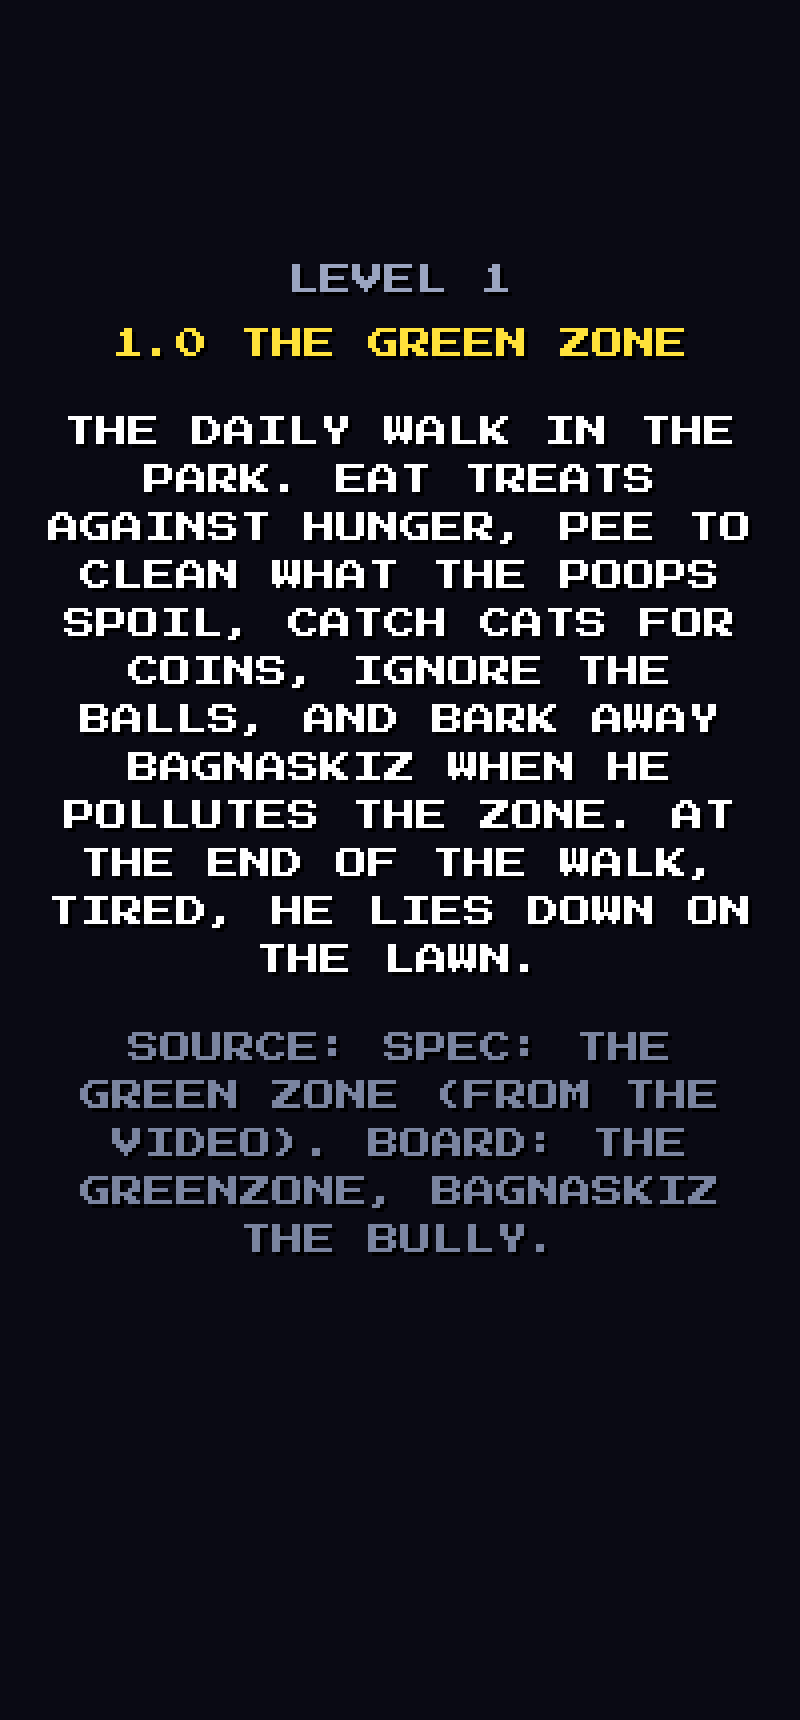 LEVEL 1
1.0 THE GREEN ZONE
THE DAILY WALK IN THE
PARK. EAT TREATS
AGAINST HUNGER, PEE TO
CLEAN WHAT THE POOPS
SPOIL, CATCH CATS FOR
COINS, IGNORE THE
BALLS, AND BARK AWAY
BAGNASKIZ WHEN HE
POLLUTES THE ZONE. AT
THE END OF THE WALK,
TIRED, HE LIES DOWN ON
THE LAWN.
SOURCE: SPEC: THE
GREEN ZONE (FROM THE
VIDEO). BOARD: THE
GREENZONE, BAGNASKIZ
THE BULLY.